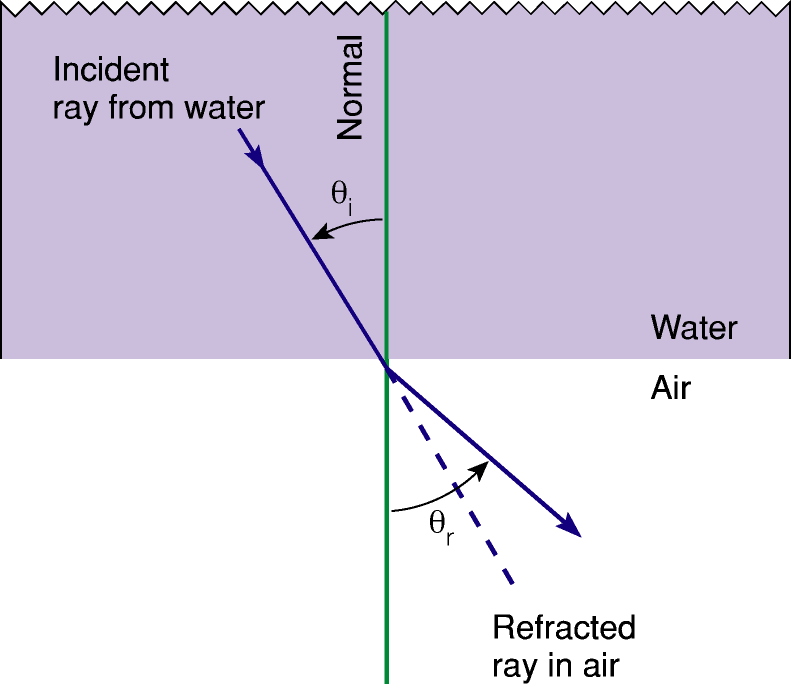 Incident
ray from water
Normal
θi
Water
Air
θr
Refracted
ray in air